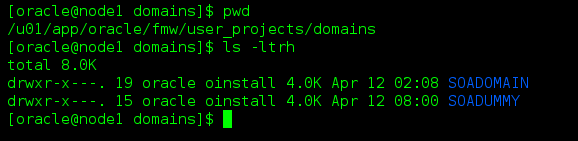 [oracle@node1 domains]$ pwd
/u01/app/oracle/fmw/user_projects/domains
[oracle@node1 domains]$ ls -ltrh
total 8.0K
drwxr-x---. 19 oracle oinstall 4.0K Apr 12 02:08 SOADOMAIN
drwxr-x---. 15 oracle oinstall 4.0K Apr 12 08:00 SOADUMMY
[oracle@node1 domains]$